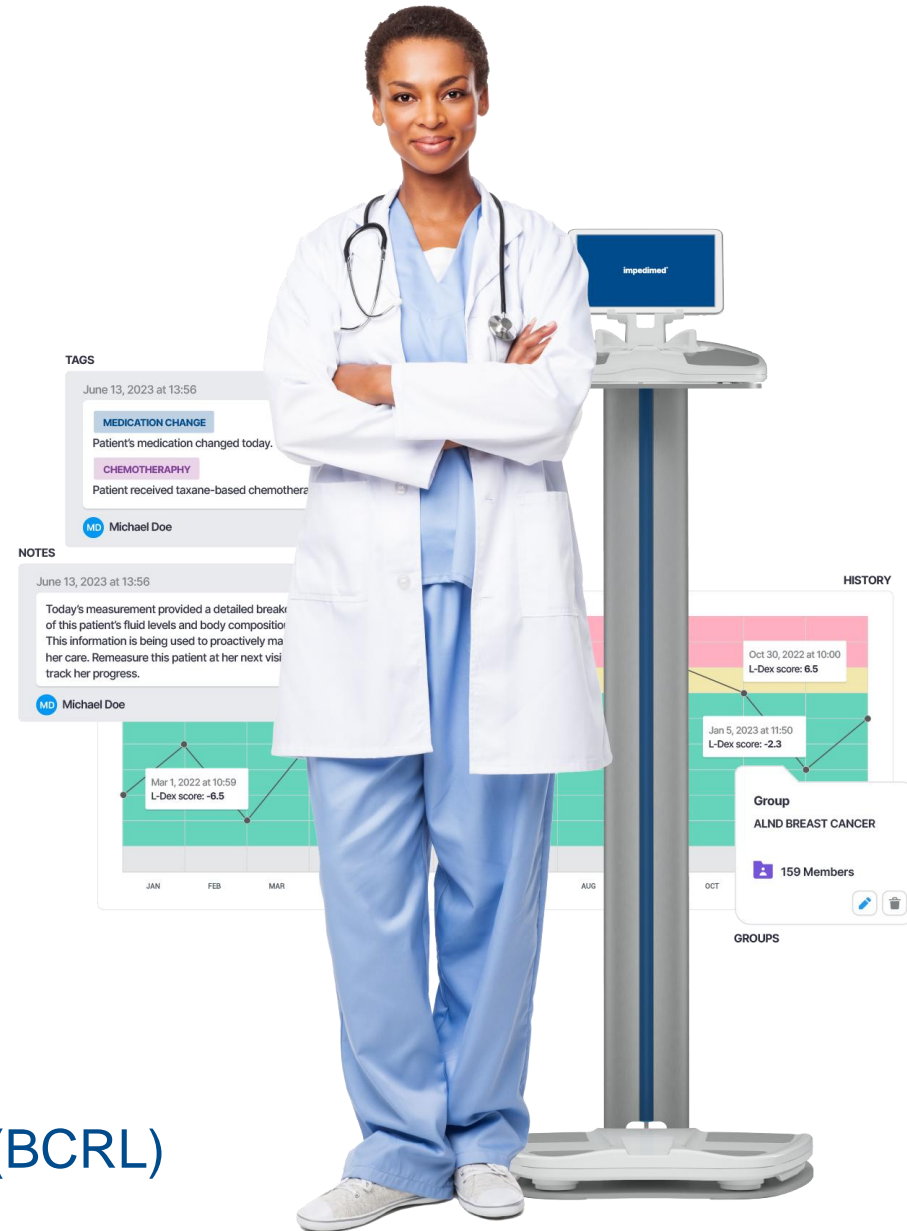 impedimed®
TAGS
June 13, 2023 at 13:56
MEDICATION CHANGE
Patient's medication changed today.
CHEMOTHERAPHY
Patient received taxane-based
MD Michael Doe
NOTES
June 13, 2023 at 13:56
Today's measurement provided a detailed
of this patient's fluid levels and body
This information is being used to proactively
her care. Remeasure this patient at her next
track her progress.
MD Michael Doe
HISTORY
Oct 30, 2022 at 10:00
L-Dex score: 6.5
Jan 5, 2023 at 11:50
L-Dex score: -2.3
Mar 1, 2022 at 10:59
L-Dex score: -6.5
JAN FEB MAR AUG OCT
Group
ALND BREAST CANCER
159 Members
GROUPS
(BCRL)